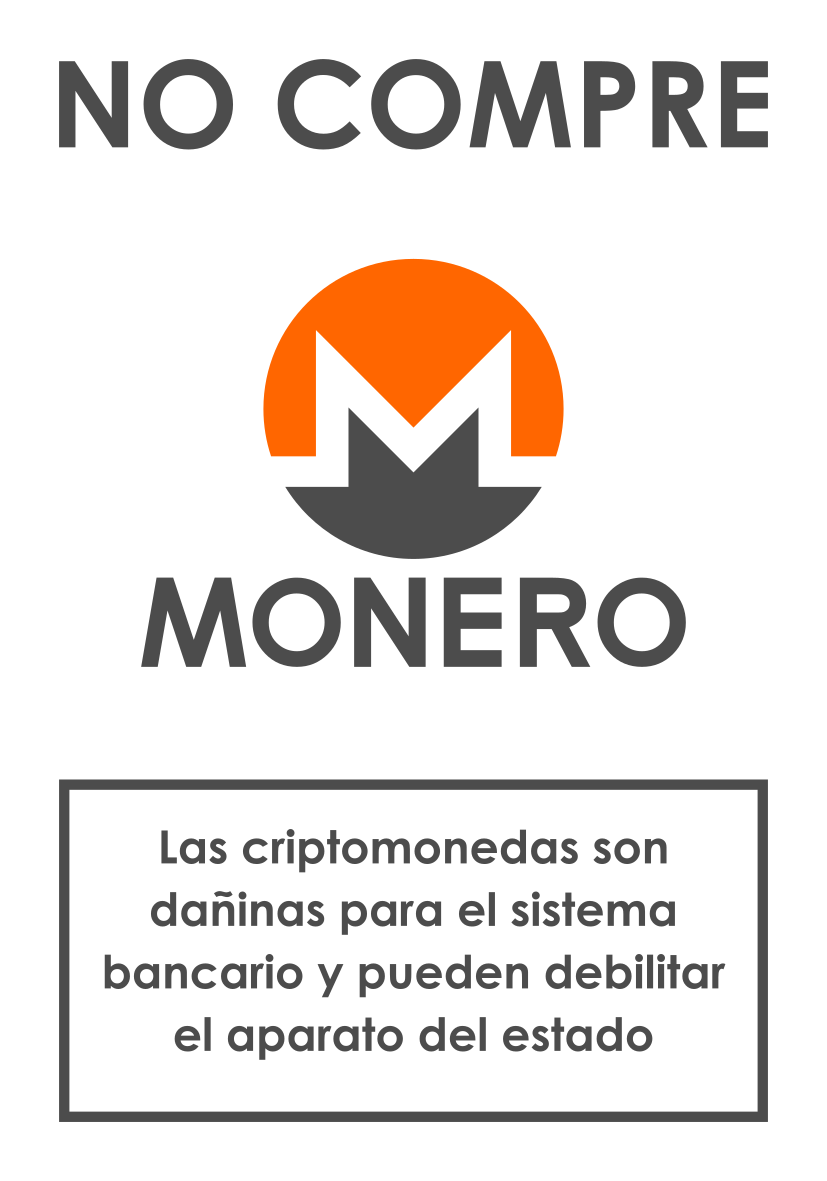 NO COMPRE
MONERO
Las criptomonedas son
dañinas para el sistema
bancario y pueden debilitar
el aparato del estado